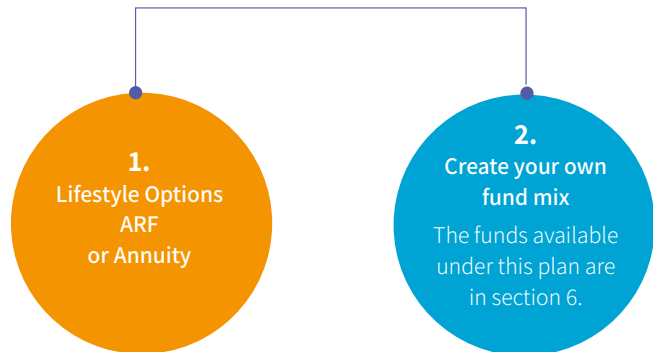 1.
Lifestyle Options
ARF
or Annuity
2.
Create your own
fund mix
The funds available
under this plan are
in section 6.